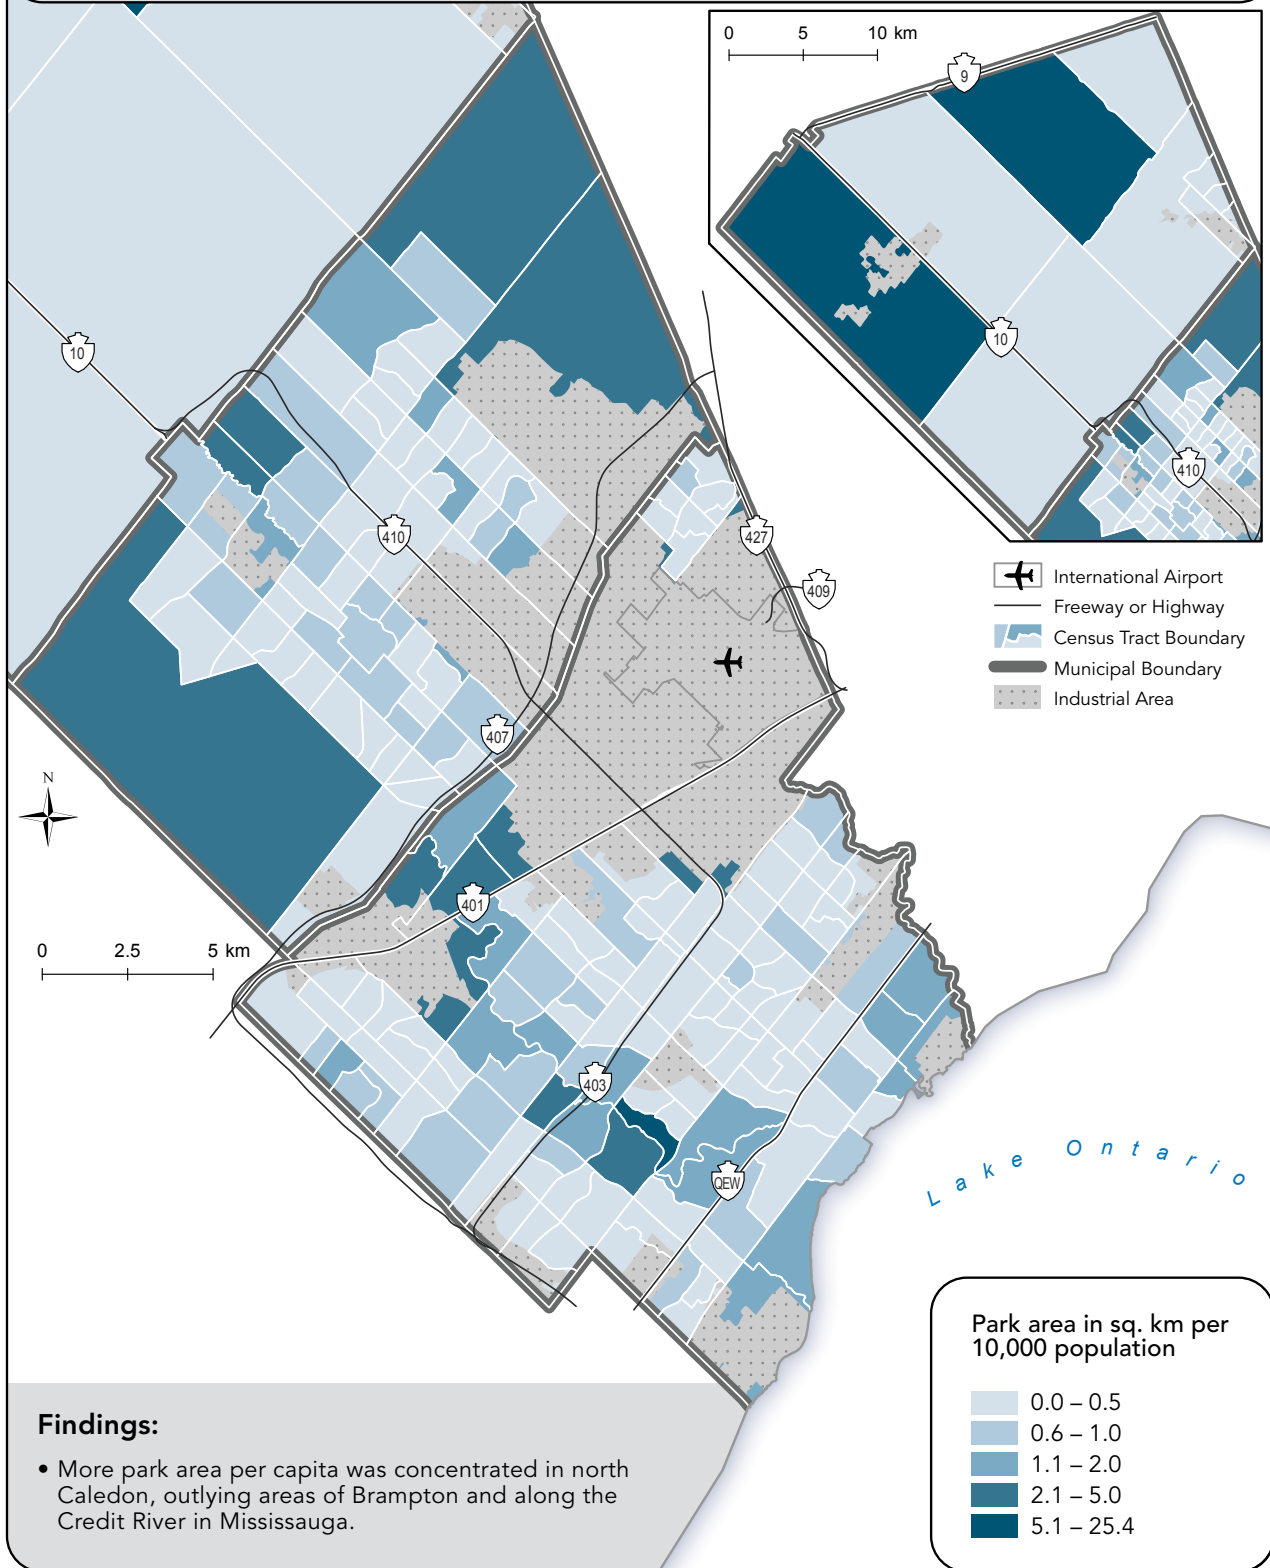 0 5 10 km
9
10
410
10
410
427
409
407
401
403
QEW
International Airport
Freeway or Highway
Census Tract Boundary
Municipal Boundary
Industrial Area
N
0 2.5 5 km
Lake Ontario
Park area in sq. km per
10,000 population
0.0 – 0.5
0.6 – 1.0
1.1 – 2.0
2.1 – 5.0
5.1 – 25.4
Findings:
• More park area per capita was concentrated in north
Caledon, outlying areas of Brampton and along the
Credit River in Mississauga.